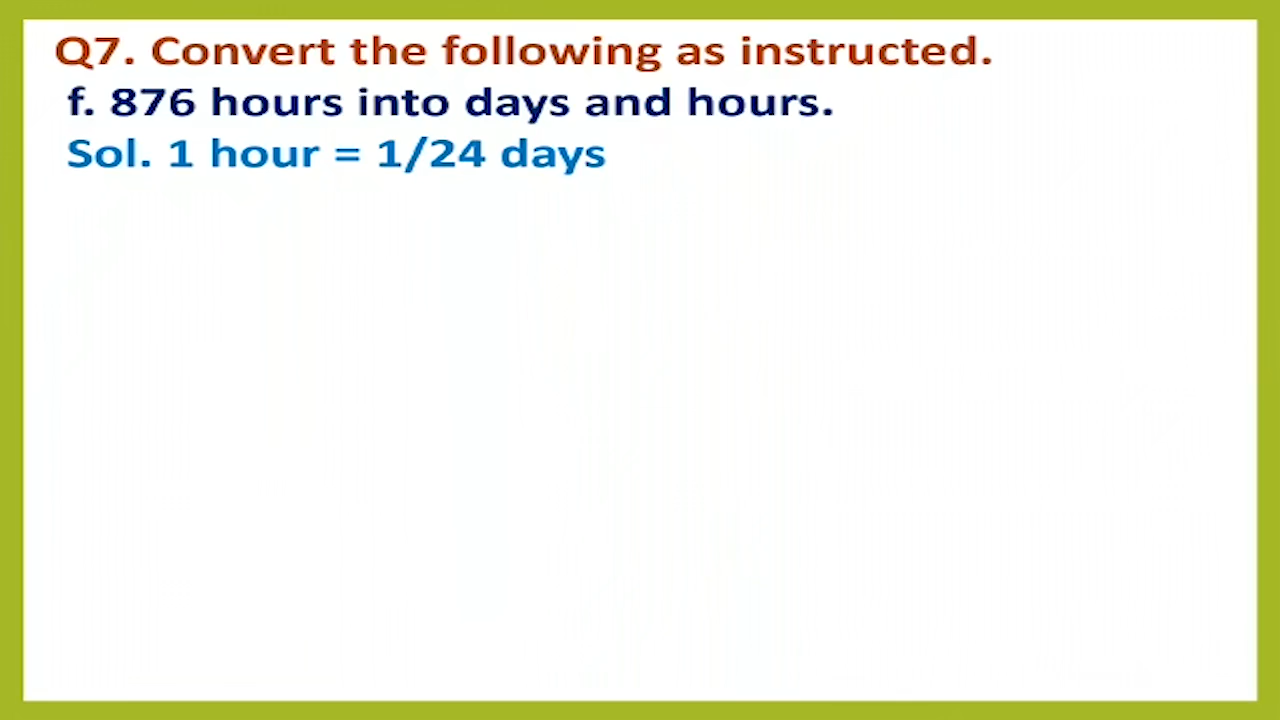 Q7. Convert the following as instructed.
f. 876 hours into days and hours.
Sol. 1 hour = 1/24 days